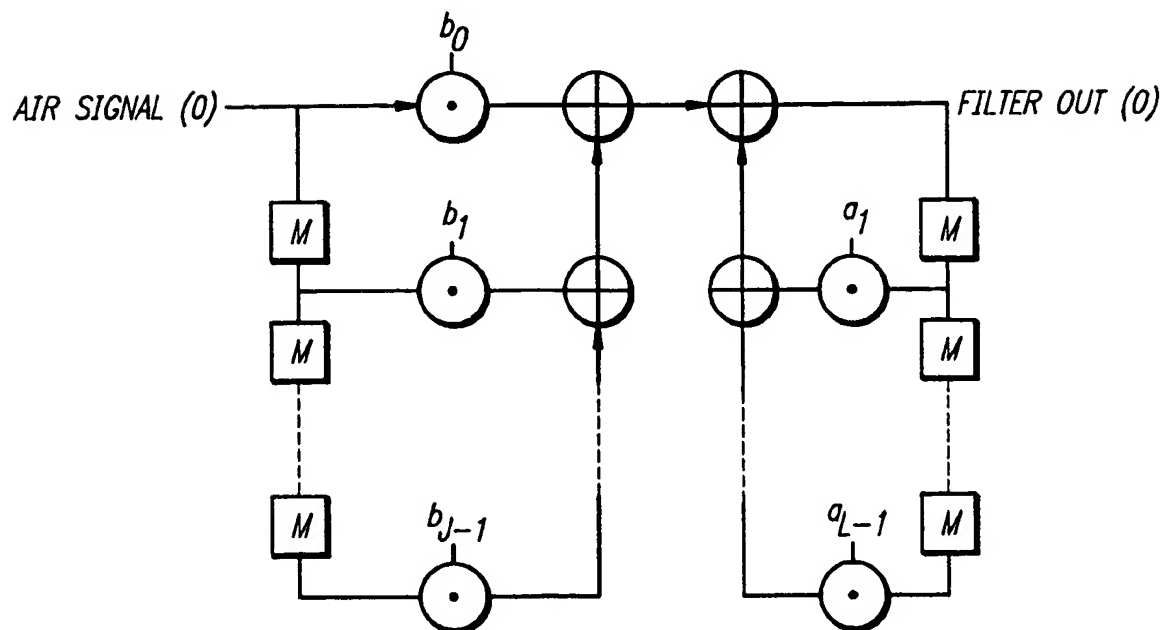 b0
AIR SIGNAL (0)
FILTER OUT (0)
M
b1
a1
M
M
M
M
bJ-1
aL-1
M